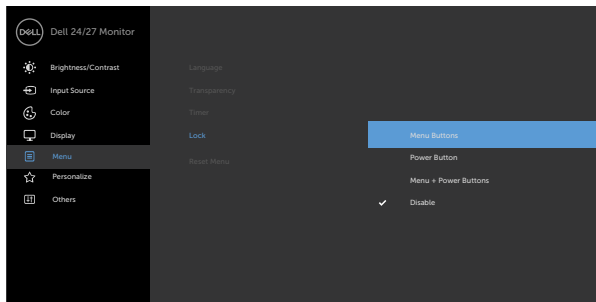 DELL
Dell 24/27 Monitor
Brightness/Contrast
Input Source
Color
Display
Menu
Personalize
Others
Language
Transparency
Timer
Lock
Reset Menu
Menu Buttons
Power Button
Menu + Power Buttons
Disable